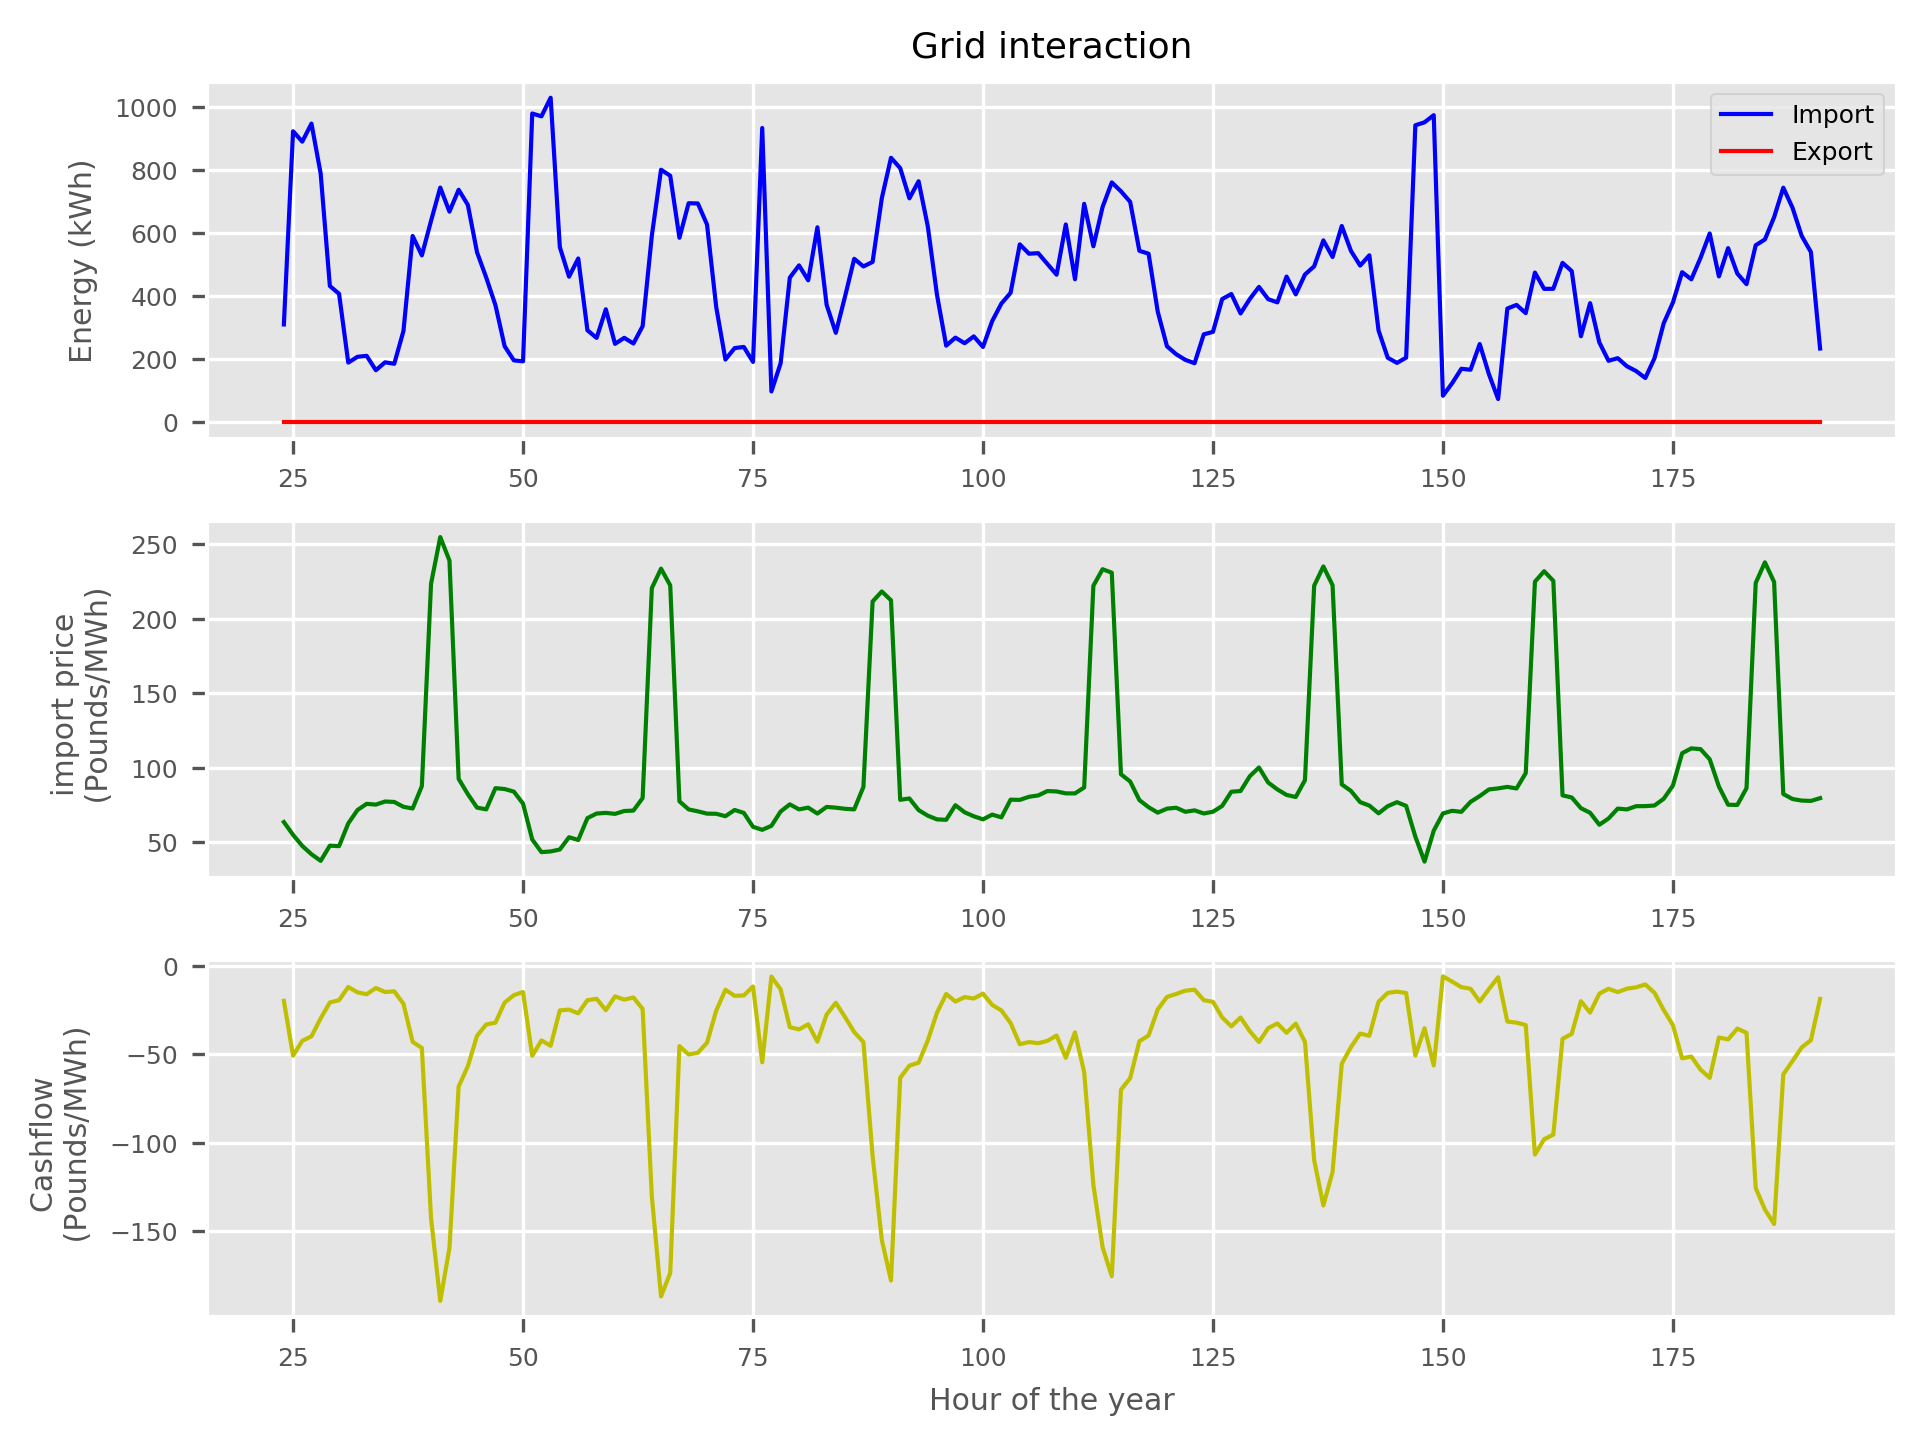 Grid interaction
Energy (kWh)
1000
800
600
400
200
0
Import
Export
25 50 75 100 125 150 175
import price
(Pounds/MWh)
250
200
150
100
50
25 50 75 100 125 150 175
Cashflow
(Pounds/MWh)
0
−50
−100
−150
25 50 75 100 125 150 175
Hour of the year